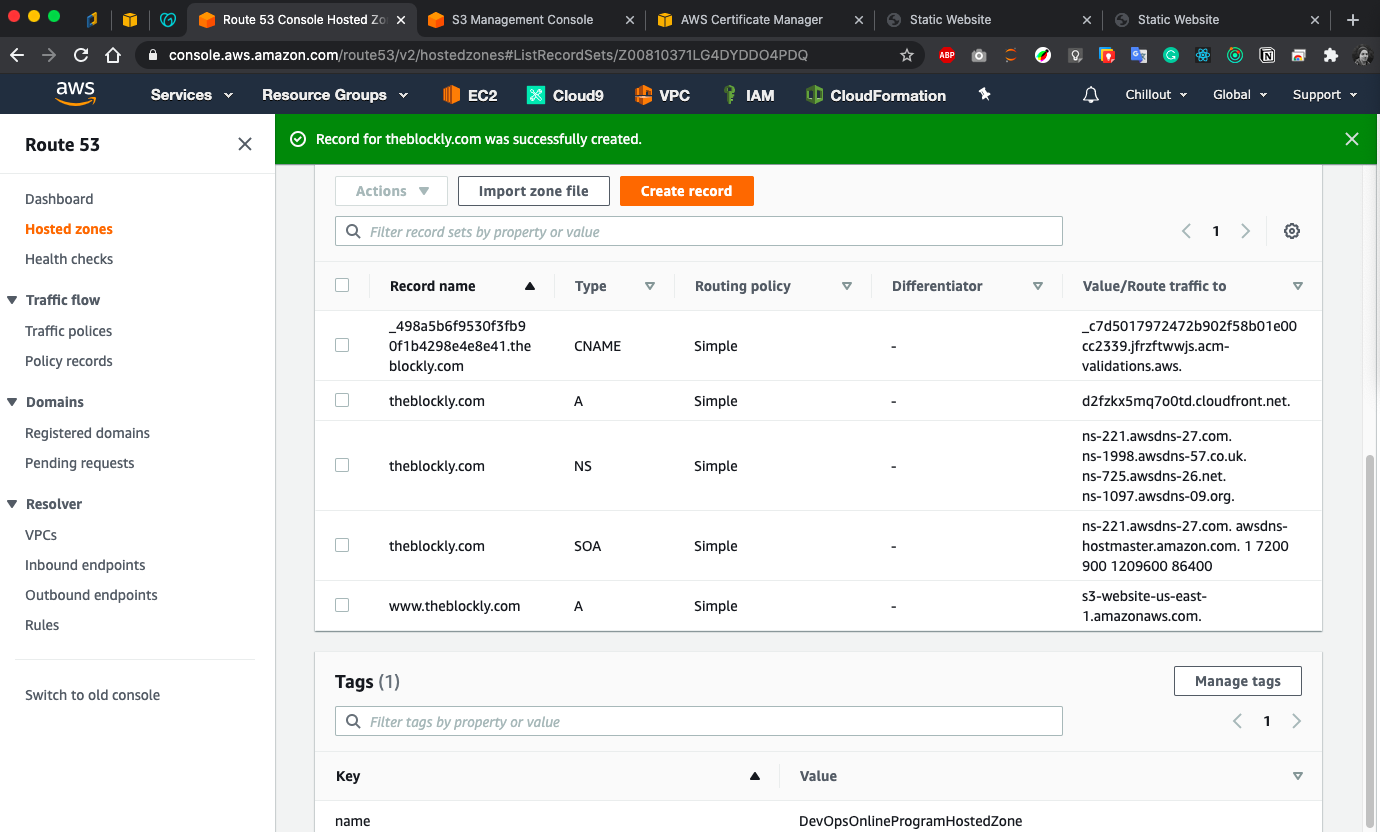 Route 53 Console Hosted Zo
S3 Management Console
AWS Certificate Manager
Static Website
Static Website
console.aws.amazon.com/route53/v2/hostedzones#ListRecordSets/Z00810371LG4DYDDO4PDQ
ABP
aws
Services
Resource Groups
EC2
Cloud9
VPC
IAM
CloudFormation
Chillout
Global
Support
Route 53
Dashboard
Hosted zones
Health checks
Traffic flow
Traffic polices
Policy records
Domains
Registered domains
Pending requests
Resolver
VPCs
Inbound endpoints
Outbound endpoints
Rules
Switch to old console
Record for theblockly.com was successfully created.
Actions
Import zone file
Create record
Filter record sets by property or value
1
Record name
Type
Routing policy
Differentiator
Value/Route traffic to
_498a5b6f9530f3fb9
0f1b4298e4e8e41.the
blockly.com
CNAME
Simple
-
_c7d5017972472b902f58b01e00
cc2339.jfrzftwwjs.acm-
validations.aws.
theblockly.com
A
Simple
-
d2fzkx5mq7o0td.cloudfront.net.
theblockly.com
NS
Simple
-
ns-221.awsdns-27.com.
ns-1998.awsdns-57.co.uk.
ns-725.awsdns-26.net.
ns-1097.awsdns-09.org.
theblockly.com
SOA
Simple
-
ns-221.awsdns-27.com. awsdns-
hostmaster.amazon.com. 1 7200
900 1209600 86400
www.theblockly.com
A
Simple
-
s3-website-us-east-
1.amazonaws.com.
Tags (1)
Manage tags
Filter tags by property or value
1
Key
Value
name
DevOpsOnlineProgramHostedZone